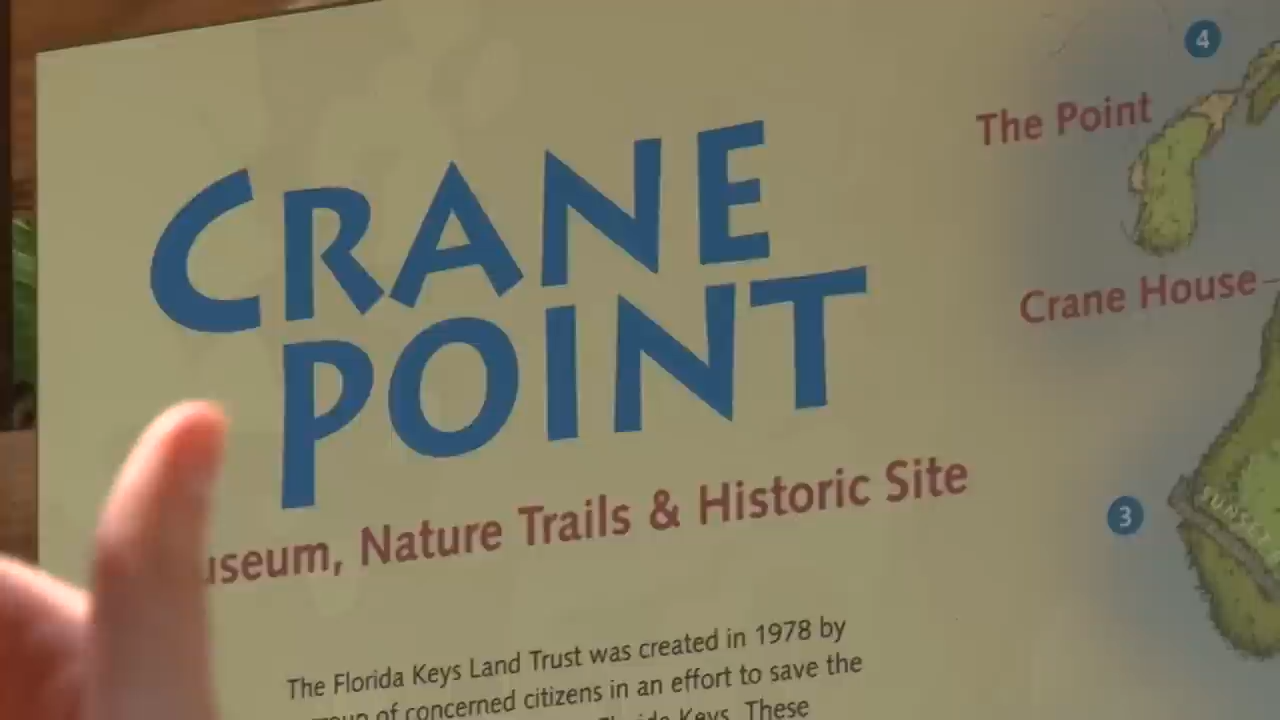 CRANE
POINT
useum, Nature Trails & Historic Site
The Florida Keys Land Trust was created in 1978 by
of concerned citizens in an effort to save the
Keys. These
4
The Point
Crane House
3
SUNSET